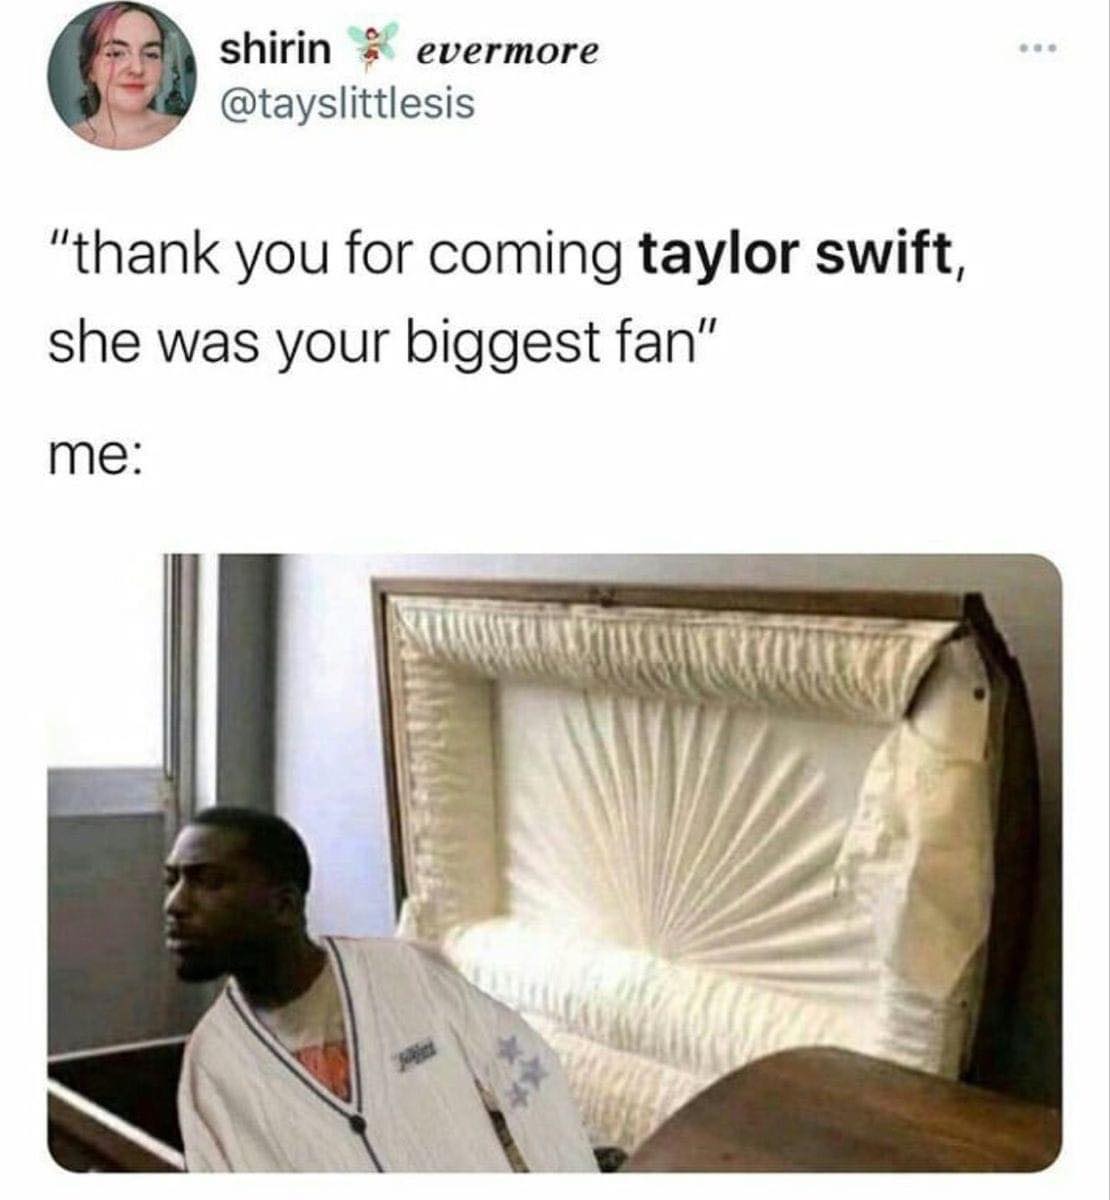 shirin 🧚 evermore
@tayslittlesis
"thank you for coming taylor swift,
she was your biggest fan"
me: